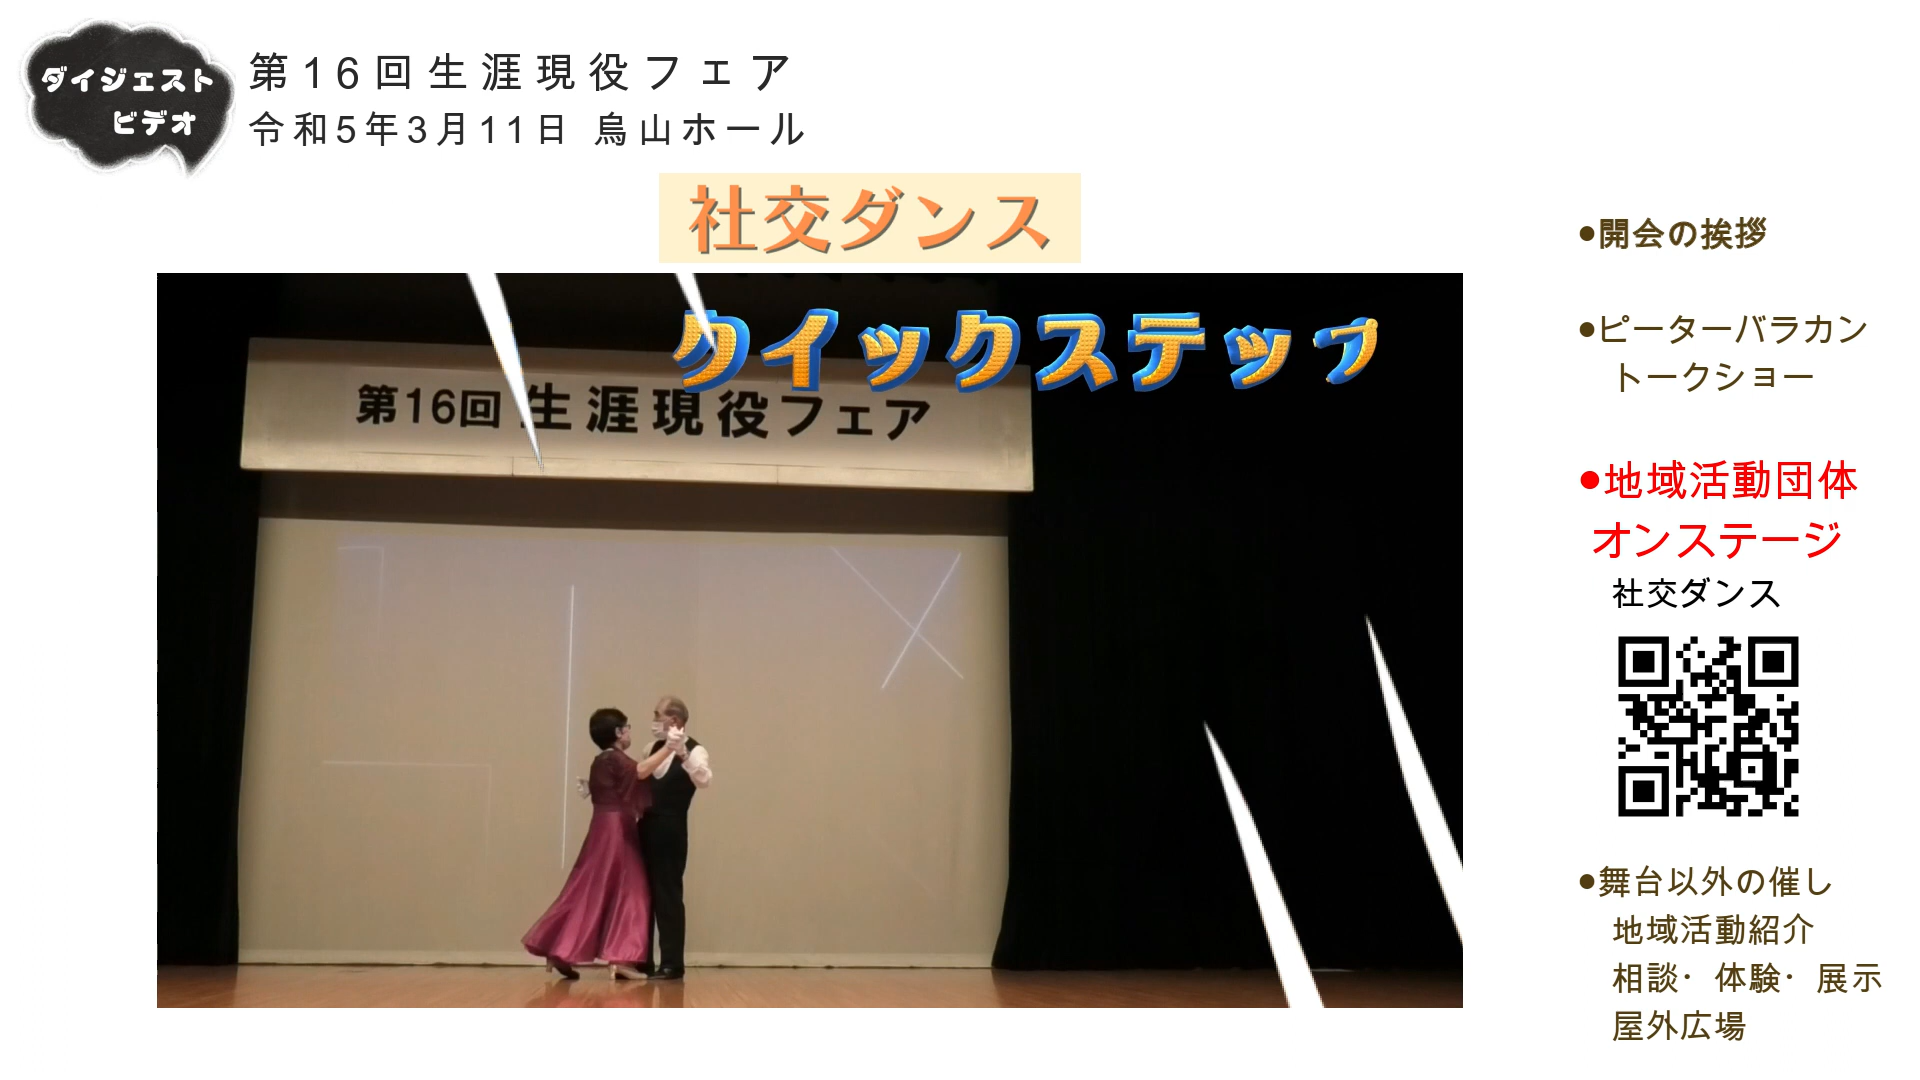 ダイジェスト
ビデオ
第16回生涯現役フェア
令和5年3月11日 烏山ホール
社交ダンス
クイックステップ
第16回 生涯現役フェア
●開会の挨拶
●ピーターバラカン
トークショー
●地域活動団体
オンステージ
社交ダンス
●舞台以外の催し
地域活動紹介
相談・体験・展示
屋外広場